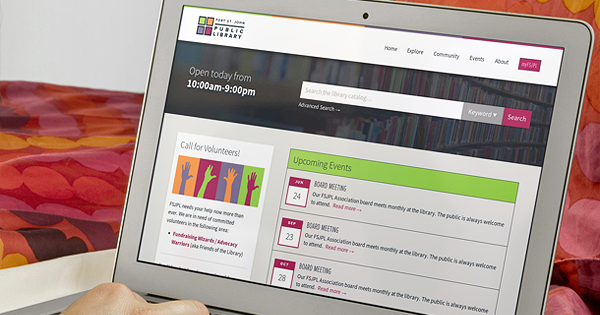 FORT ST. JOHN
PUBLIC
LIBRARY
Home Explore Community Events About myFSJPL
Open today from
10:00am-9:00pm
Search the library catalog...
Keyword ▾ Search
Advanced Search →
Call for Volunteers!
FSJPL needs your help now more than
ever. We are in need of committed
volunteers in the following area:
• Fundraising Wizards / Advocacy
Warriors (aka Friends of the Library)
Upcoming Events
JUN
24
BOARD MEETING
Our FSJPL Association board meets monthly at the library. The public is always welcome
to attend. Read more →
SEP
23
BOARD MEETING
Our FSJPL Association board meets monthly at the library. The public is always welcome
to attend. Read more →
OCT
28
BOARD MEETING
Our FSJPL Association board meets monthly at the library. The public is always welcome
to attend. Read more →